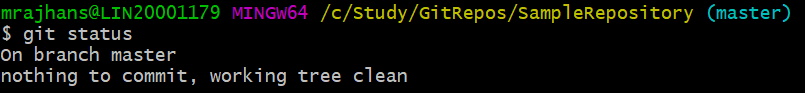 mrajhans@LIN20001179 MINGW64 /c/Study/GitRepos/SampleRepository (master)
$ git status
On branch master
nothing to commit, working tree clean